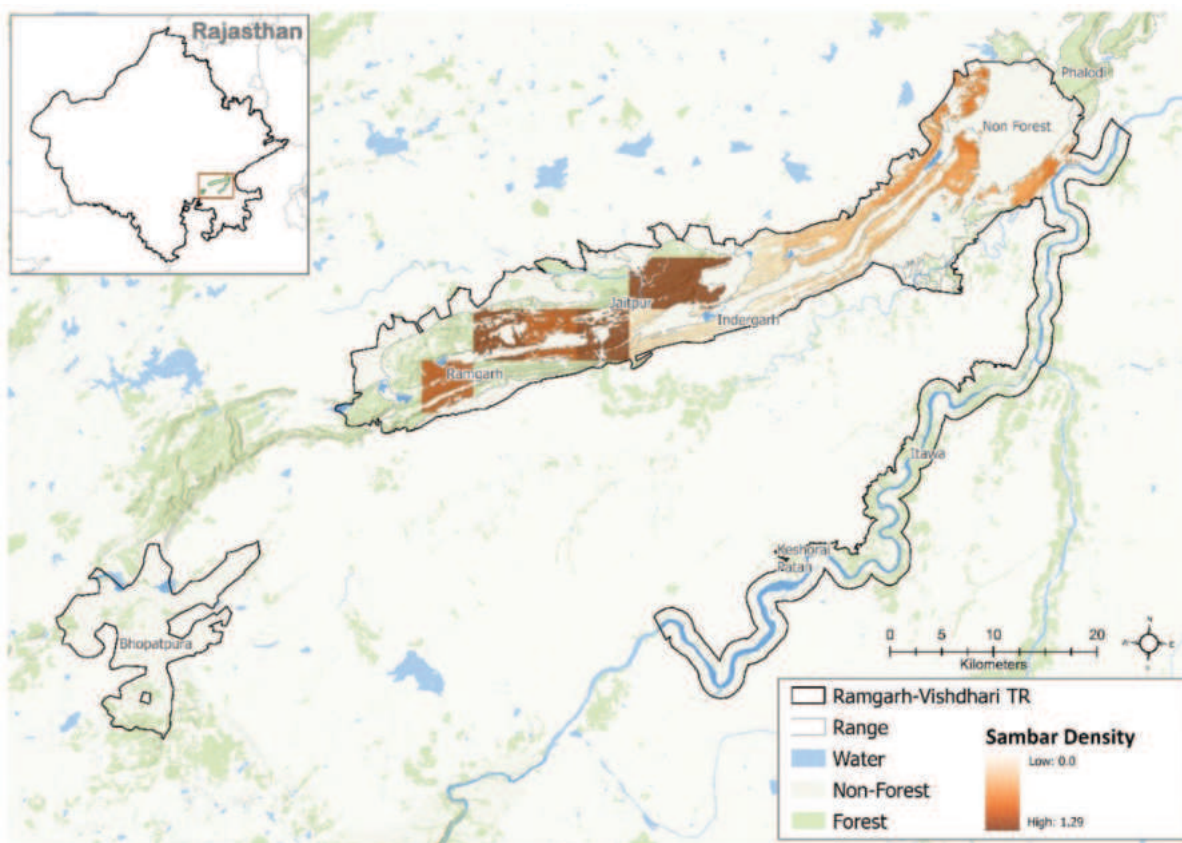 Rajasthan
Phalodi
Non Forest
Jaitpur
Indergarh
Ramgarh
Itawa
Keshorai
Patan
Bhopatpura
0 5 10 20
Kilometers
N
W E
S
Ramgarh-Vishdhari TR
Range
Water
Non-Forest
Forest
Sambar Density
Low: 0.0
High: 1.29